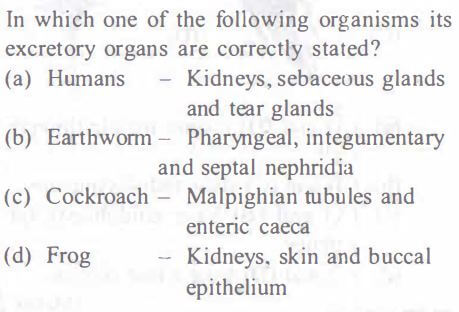 In which one of the following organisms its
excretory organs are correctly stated?
(a) Humans – Kidneys, sebaceous glands
and tear glands
(b) Earthworm – Pharyngeal, integumentary
and septal nephridia
(c) Cockroach – Malpighian tubules and
enteric caeca
(d) Frog – Kidneys, skin and buccal
epithelium